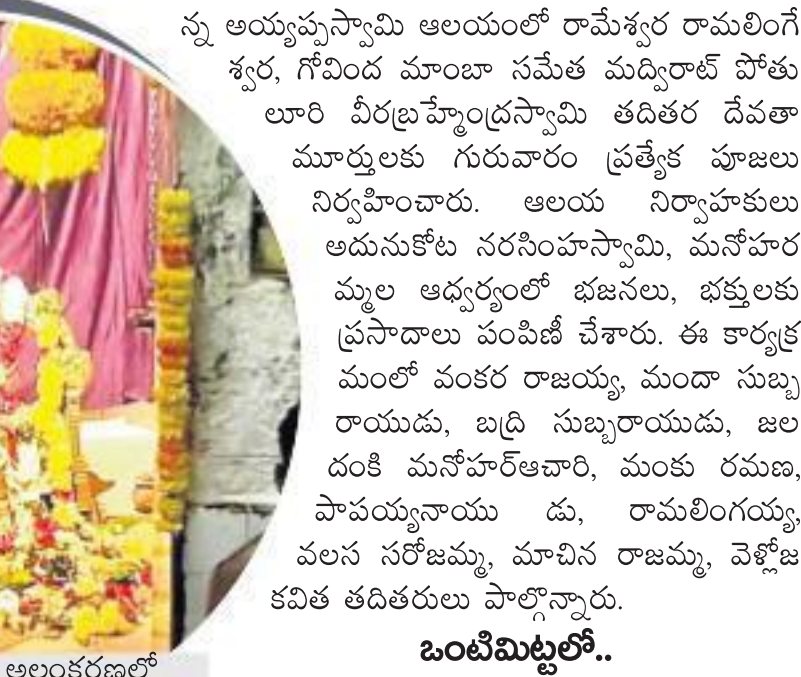 న్న అయ్యప్పస్వామి ఆలయంలో రామేశ్వర రామలింగే
శ్వర, గోవింద మాంబా సమేత మద్విరాట్ పోతు
లూరి వీరబ్రహ్మేంద్రస్వామి తదితర దేవతా
మూర్తులకు గురువారం ప్రత్యేక పూజలు
నిర్వహించారు. ఆలయ నిర్వాహకులు
అదునుకోట నరసింహస్వామి, మనోహర
మ్మల ఆధ్వర్యంలో భజనలు, భక్తులకు
ప్రసాదాలు పంపిణీ చేశారు. ఈ కార్యక్ర
మంలో వంకర రాజయ్య, మందా సుబ్బ
రాయుడు, బద్రి సుబ్బరాయుడు, జల
దంకి మనోహర్ఆచారి, మంకు రమణ,
పాపయ్యనాయు డు, రామలింగయ్య,
వలస సరోజమ్మ, మాచిన రాజమ్మ, వెళ్లోజ
కవిత తదితరులు పాల్గొన్నారు.
ఒంటిమిట్టలో..
అలంకరణలో